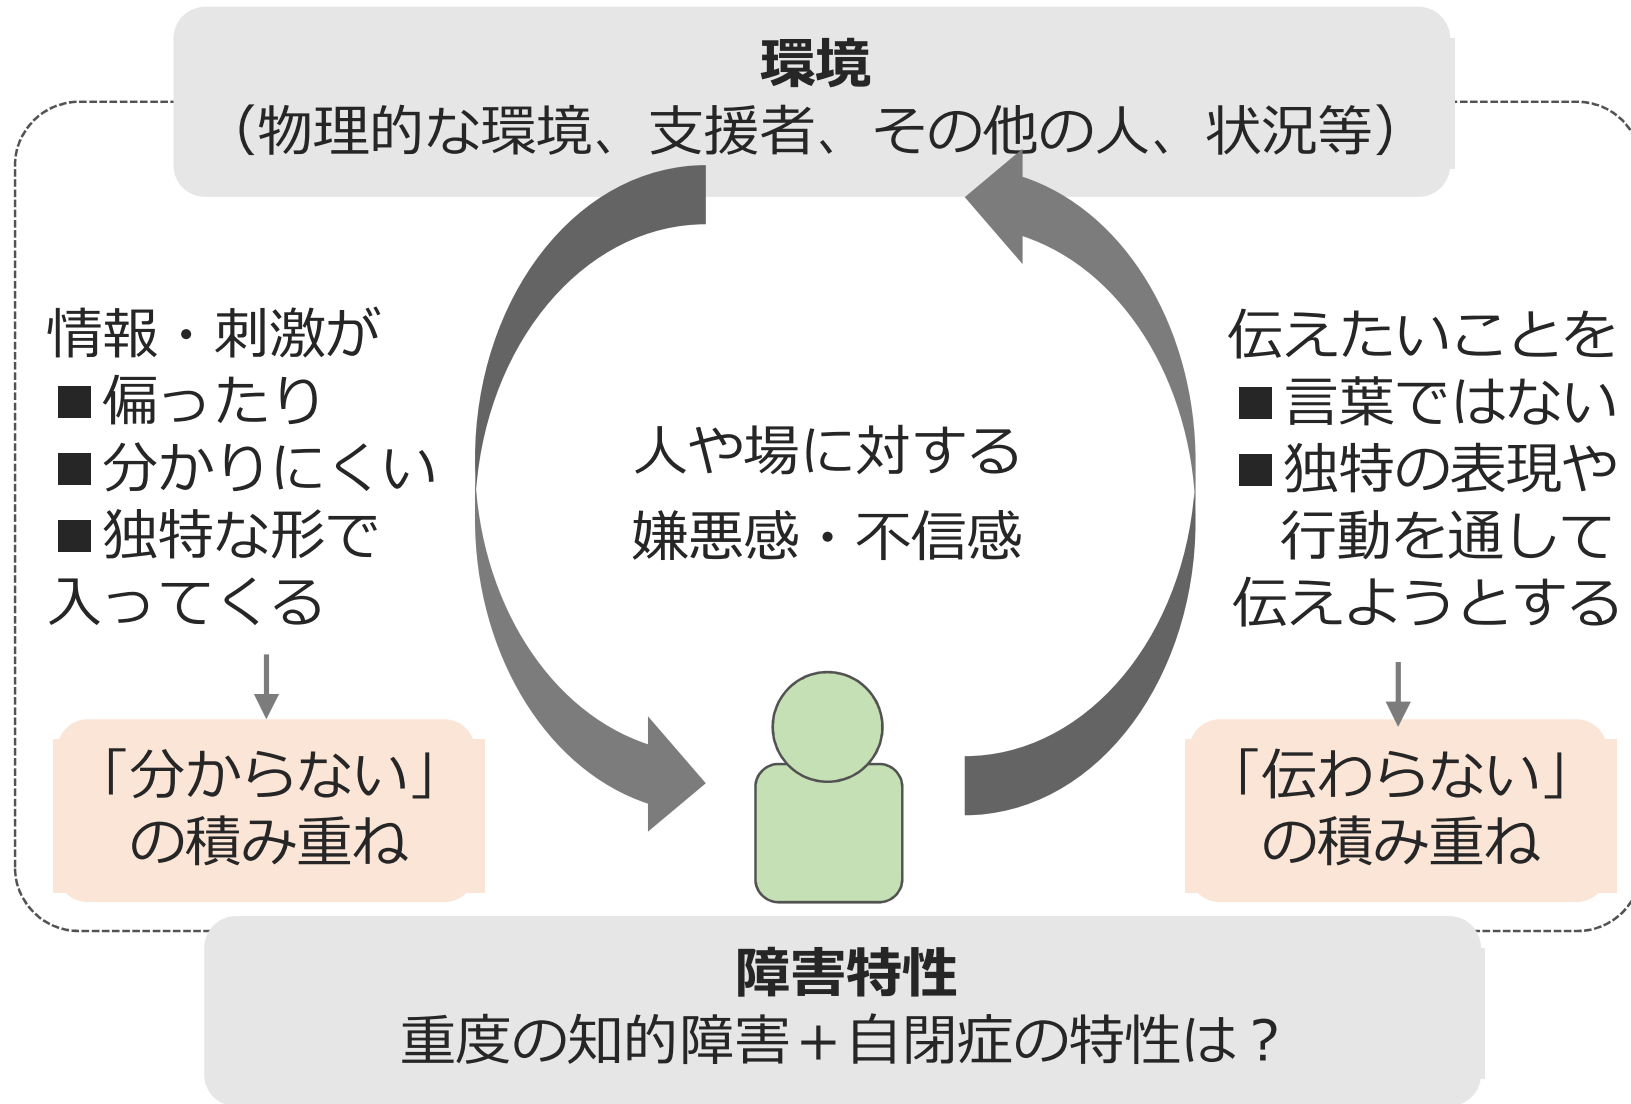 環境
（物理的な環境、支援者、その他の人、状況等）
情報・刺激が
■偏ったり
■分かりにくい
■独特な形で
入ってくる
「分からない」
の積み重ね
人や場に対する
嫌悪感・不信感
伝えたいことを
■言葉ではない
■独特の表現や
行動を通して
伝えようとする
「伝わらない」
の積み重ね
障害特性
重度の知的障害＋自閉症の特性は？